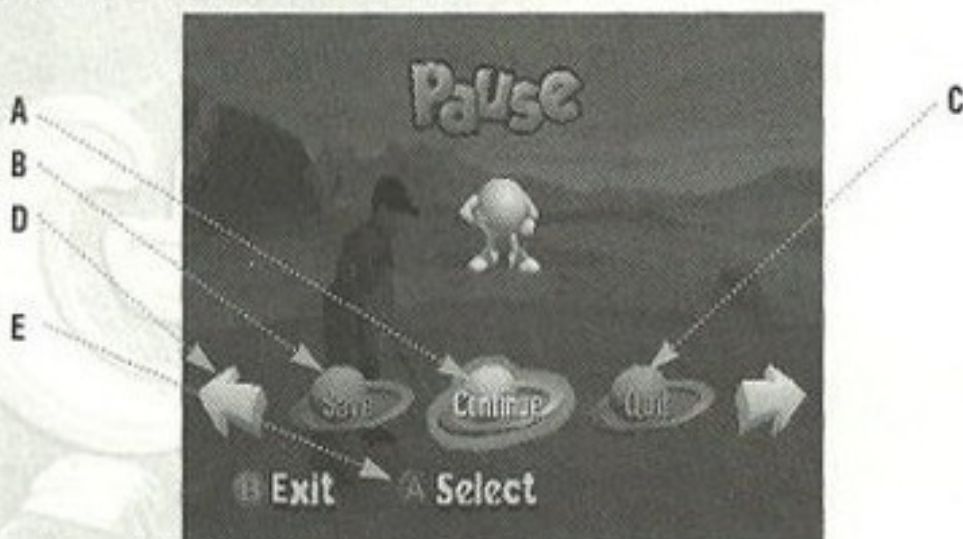 Pause
A
B
C
D
E
Save
Continue
Quit
B Exit
A Select